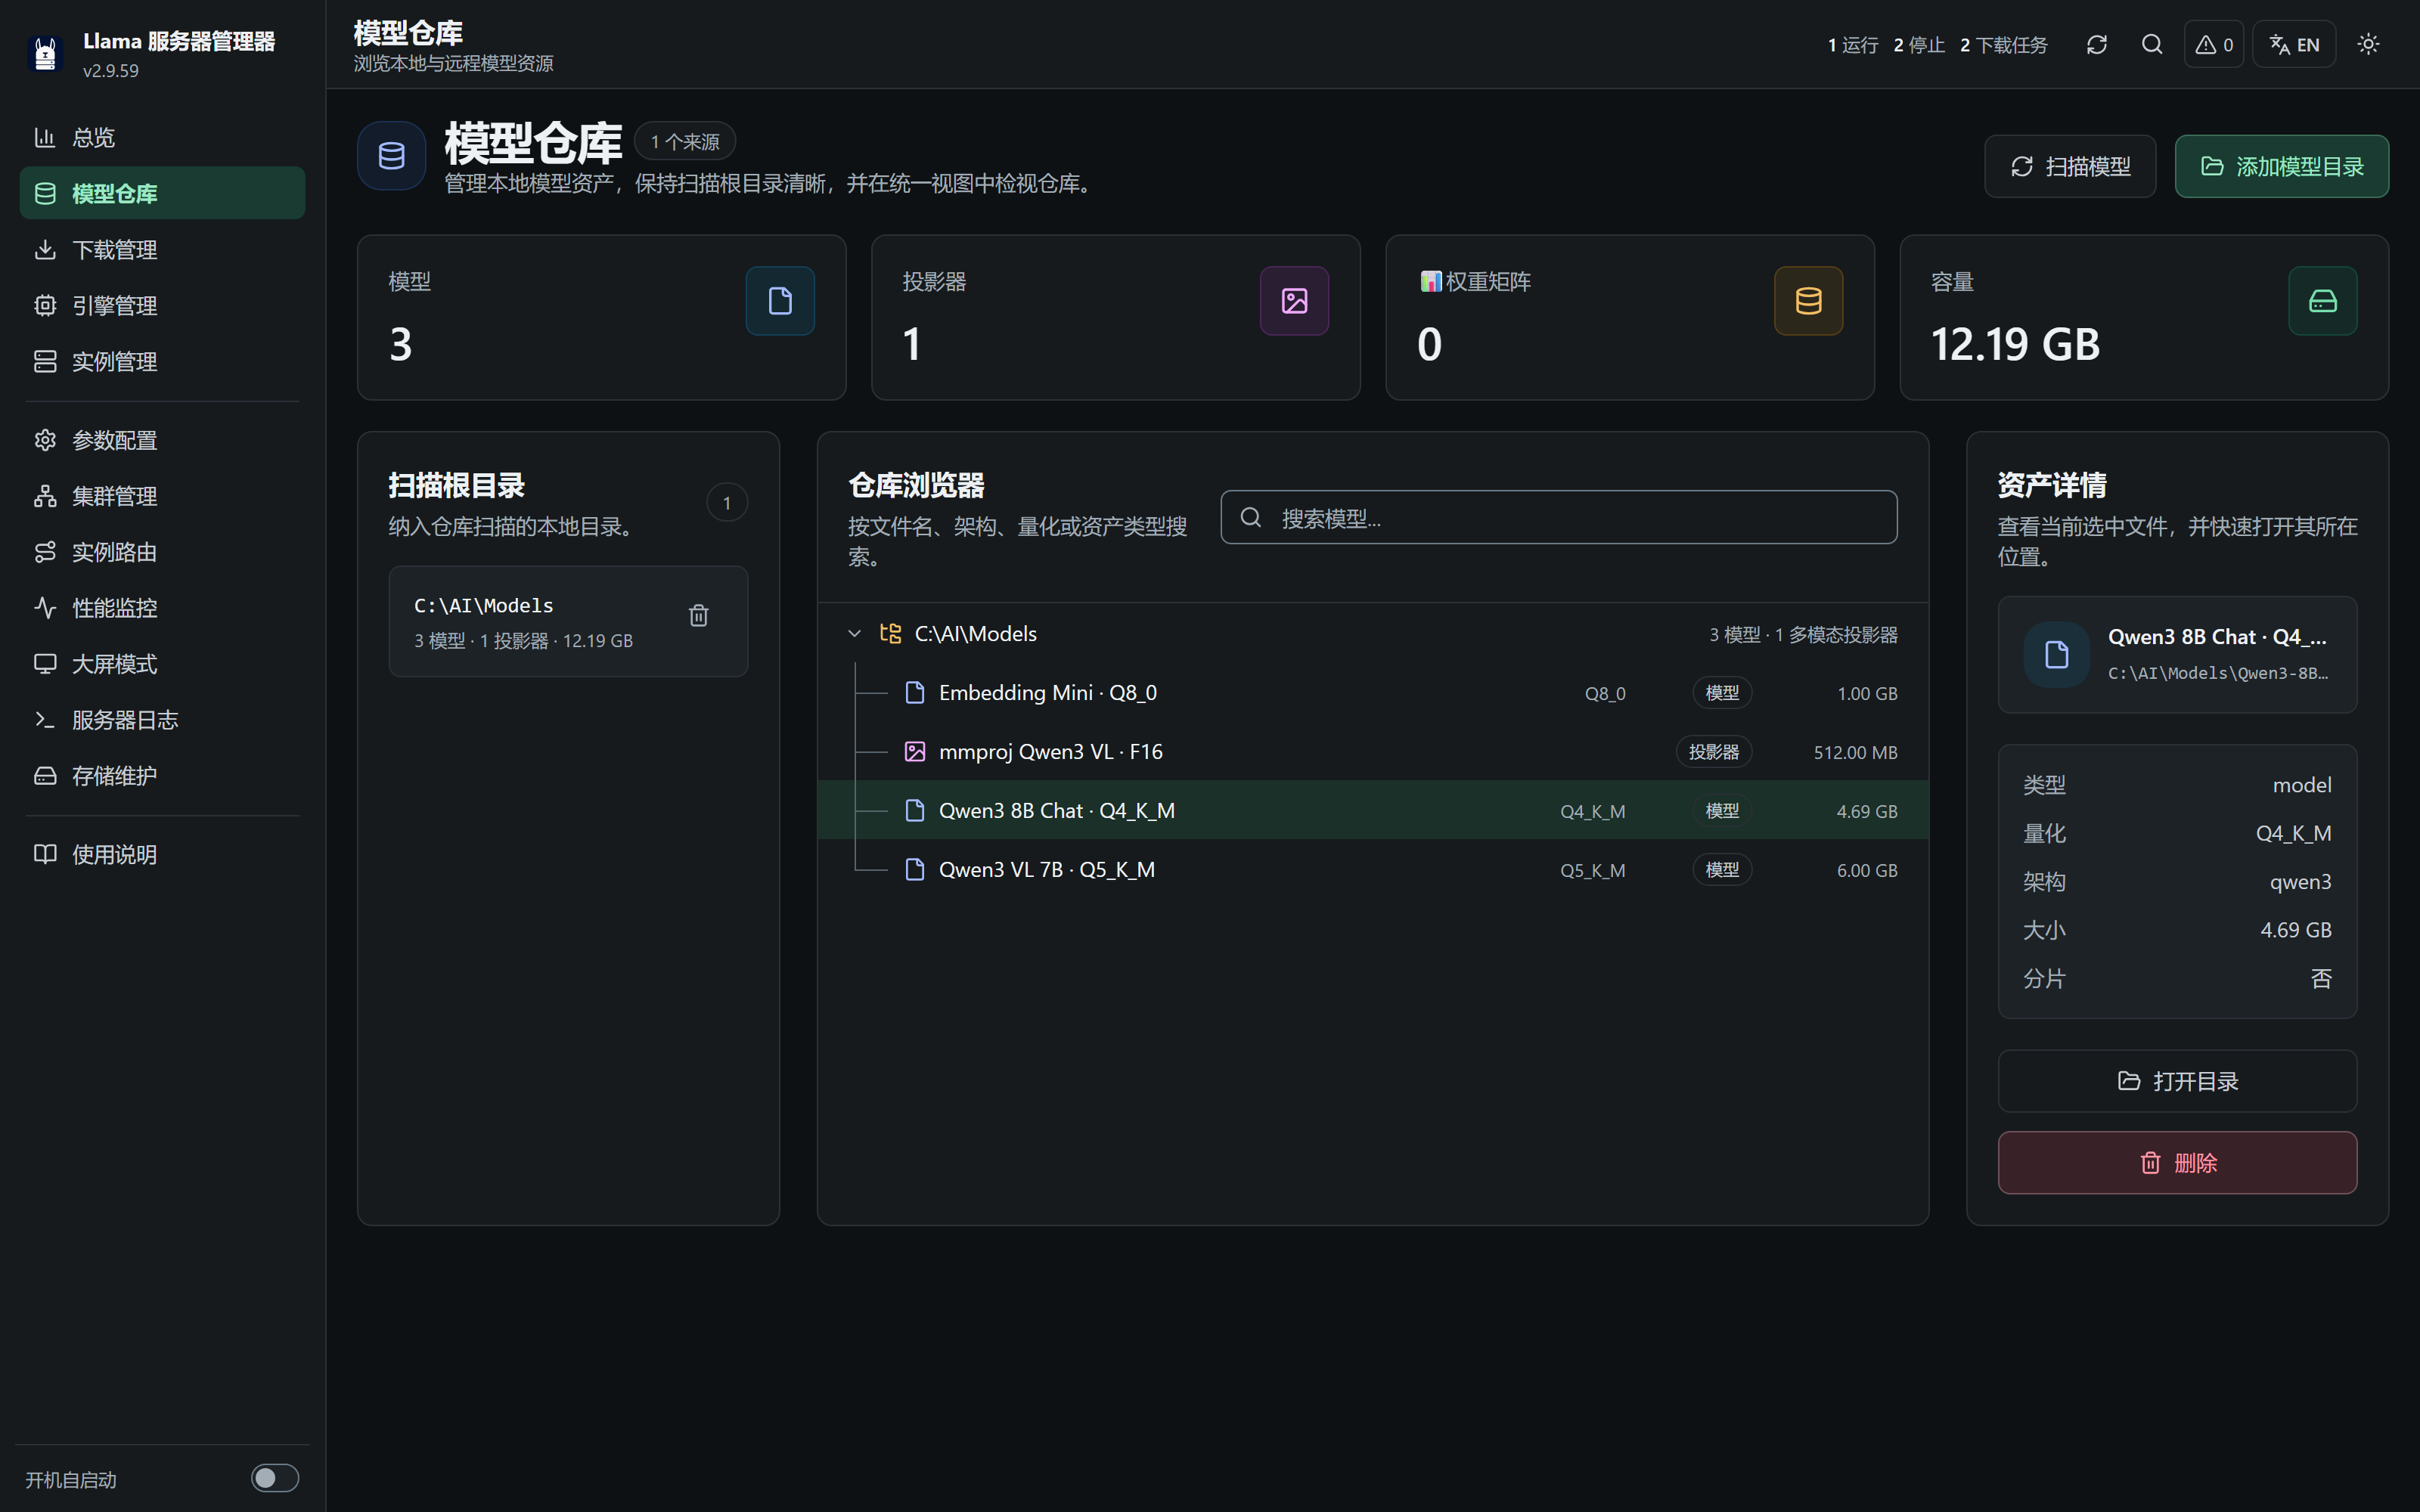 Llama 服务器管理器
v2.9.59
总览
模型仓库
下载管理
引擎管理
实例管理
参数配置
集群管理
实例路由
性能监控
大屏模式
服务器日志
存储维护
使用说明
开机自启动
模型仓库
浏览本地与远程模型资源
1 运行 2 停止 2 下载任务
0
EN
模型仓库
1 个来源
管理本地模型资产，保持扫描根目录清晰，并在统一视图中检视仓库。
扫描模型
添加模型目录
模型
3
投影器
1
📊权重矩阵
0
容量
12.19 GB
扫描根目录
纳入仓库扫描的本地目录。
1
C:\AI\Models
3 模型 · 1 投影器 · 12.19 GB
仓库浏览器
按文件名、架构、量化或资产类型搜
索。
搜索模型...
C:\AI\Models 3 模型 · 1 多模态投影器
Embedding Mini · Q8_0 Q8_0 模型 1.00 GB
mmproj Qwen3 VL · F16 投影器 512.00 MB
Qwen3 8B Chat · Q4_K_M Q4_K_M 模型 4.69 GB
Qwen3 VL 7B · Q5_K_M Q5_K_M 模型 6.00 GB
资产详情
查看当前选中文件，并快速打开其所在
位置。
Qwen3 8B Chat · Q4_...
C:\AI\Models\Qwen3-8B...
类型 model
量化 Q4_K_M
架构 qwen3
大小 4.69 GB
分片 否
打开目录
删除